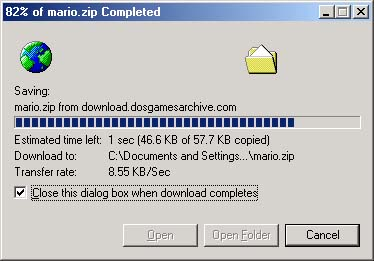 82% of mario.zip Completed
Saving:
mario.zip from download.dosgamesarchive.com
Estimated time left: 1 sec (46.6 KB of 57.7 KB copied)
Download to: C:\Documents and Settings...\mario.zip
Transfer rate: 8.55 KB/Sec
Close this dialog box when download completes
Open Open Folder Cancel